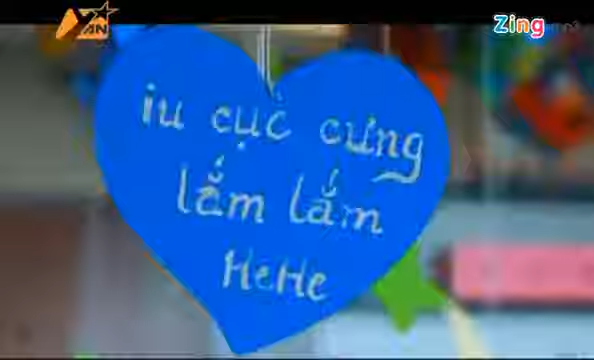 Zing
iu cục cưng
lắm lắm
HeHe